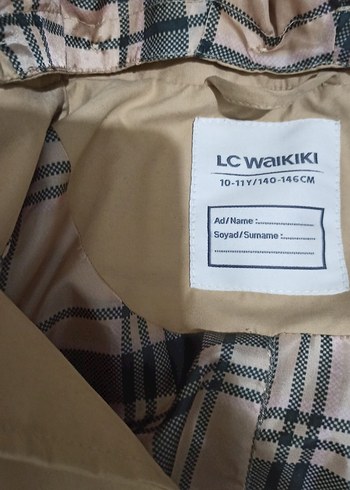 LC WAIKIKI
10-11Y/140-146CM
Ad/Name :....................
Soyad/Surname :............
....................................